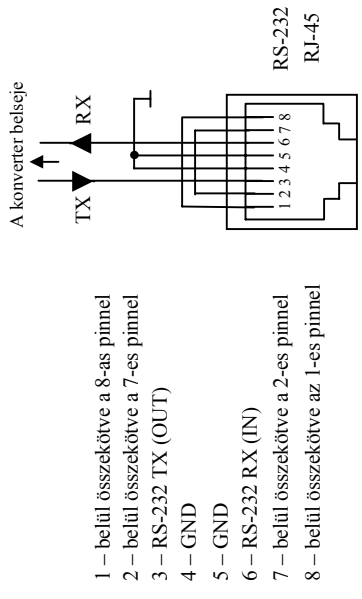 A konverter belseje
TX RX
1 2 3 4 5 6 7 8
RS-232
RJ-45
1 – belül összekötve a 8-as pinnel
2 – belül összekötve a 7-es pinnel
3 – RS-232 TX (OUT)
4 – GND
5 – GND
6 – RS-232 RX (IN)
7 – belül összekötve a 2-es pinnel
8 – belül összekötve az 1-es pinnel